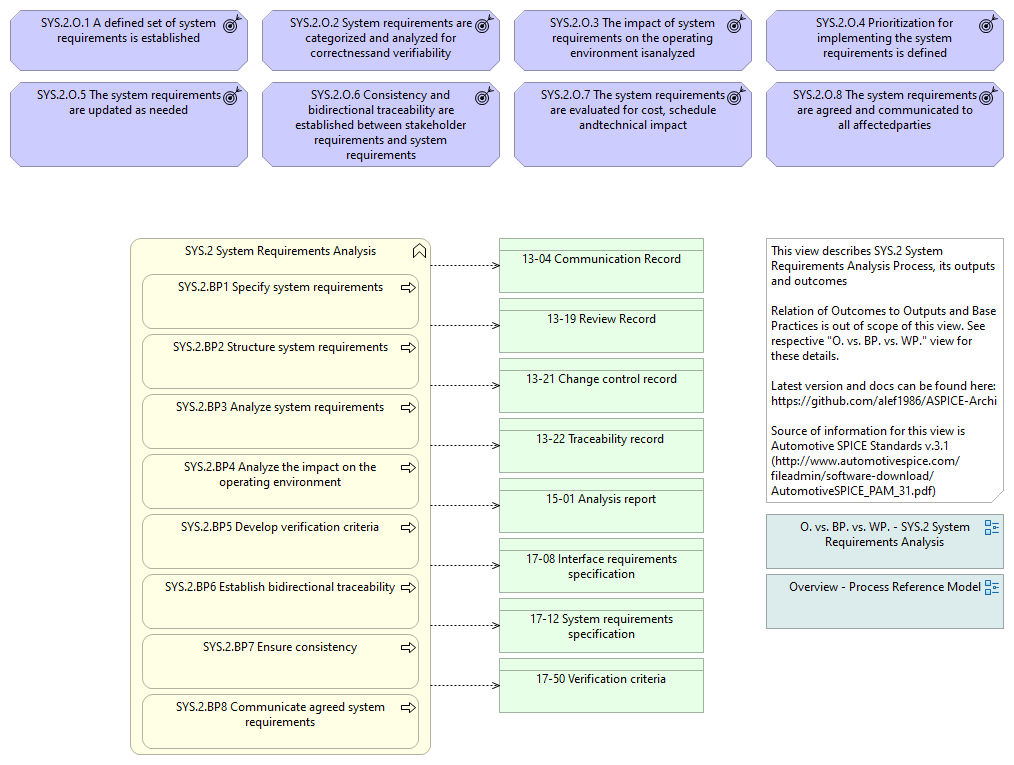 SYS.2.O.1 A defined set of system
requirements is established
SYS.2.O.2 System requirements are
categorized and analyzed for
correctnessand verifiability
SYS.2.O.3 The impact of system
requirements on the operating
environment isanalyzed
SYS.2.O.4 Prioritization for
implementing the system
requirements is defined
SYS.2.O.5 The system requirements
are updated as needed
SYS.2.O.6 Consistency and
bidirectional traceability are
established between stakeholder
requirements and system
requirements
SYS.2.O.7 The system requirements
are evaluated for cost, schedule
andtechnical impact
SYS.2.O.8 The system requirements
are agreed and communicated to
all affectedparties
SYS.2 System Requirements Analysis
SYS.2.BP1 Specify system requirements
SYS.2.BP2 Structure system requirements
SYS.2.BP3 Analyze system requirements
SYS.2.BP4 Analyze the impact on the
operating environment
SYS.2.BP5 Develop verification criteria
SYS.2.BP6 Establish bidirectional traceability
SYS.2.BP7 Ensure consistency
SYS.2.BP8 Communicate agreed system
requirements
13-04 Communication Record
13-19 Review Record
13-21 Change control record
13-22 Traceability record
15-01 Analysis report
17-08 Interface requirements
specification
17-12 System requirements
specification
17-50 Verification criteria
This view describes SYS.2 System
Requirements Analysis Process, its outputs
and outcomes
Relation of Outcomes to Outputs and Base
Practices is out of scope of this view. See
respective "O. vs. BP. vs. WP." view for
these details.
Latest version and docs can be found here:
https://github.com/alef1986/ASPICE-Archi
Source of information for this view is
Automotive SPICE Standards v.3.1
(http://www.automotivespice.com/
fileadmin/software-download/
AutomotiveSPICE_PAM_31.pdf)
O. vs. BP. vs. WP. - SYS.2 System
Requirements Analysis
Overview - Process Reference Model